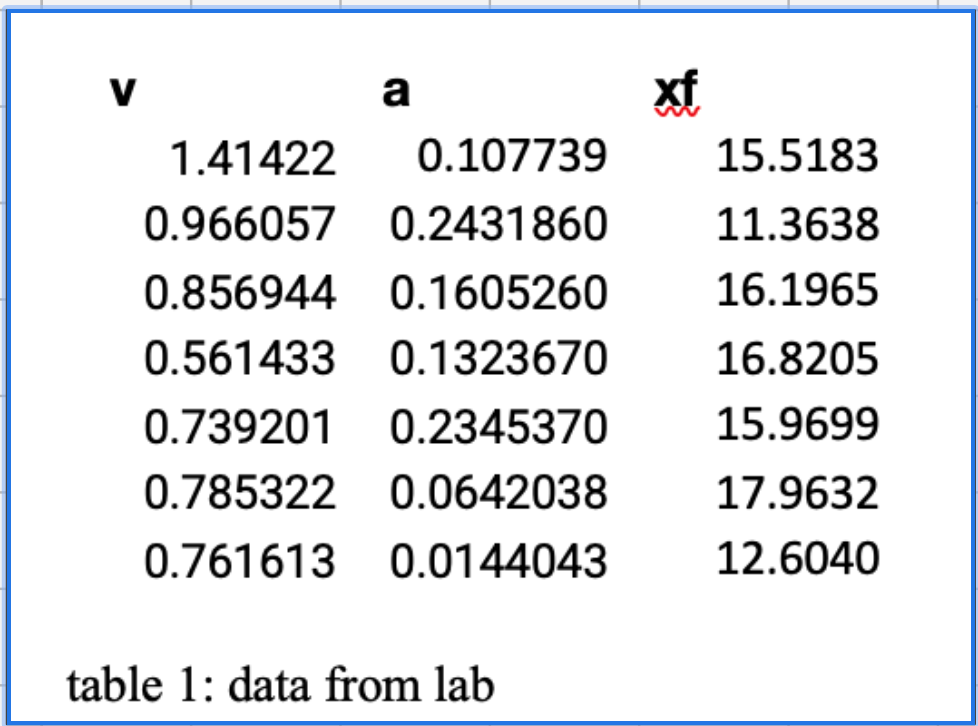 v a xf
1.41422 0.107739 15.5183
0.966057 0.2431860 11.3638
0.856944 0.1605260 16.1965
0.561433 0.1323670 16.8205
0.739201 0.2345370 15.9699
0.785322 0.0642038 17.9632
0.761613 0.0144043 12.6040
table 1: data from lab